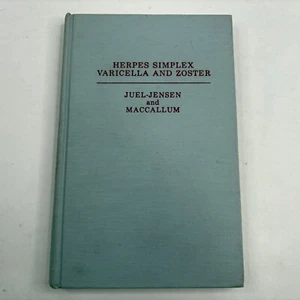 HERPES SIMPLEX
VARICELLA AND ZOSTER
JUEL-JENSEN
and
MACCALLUM